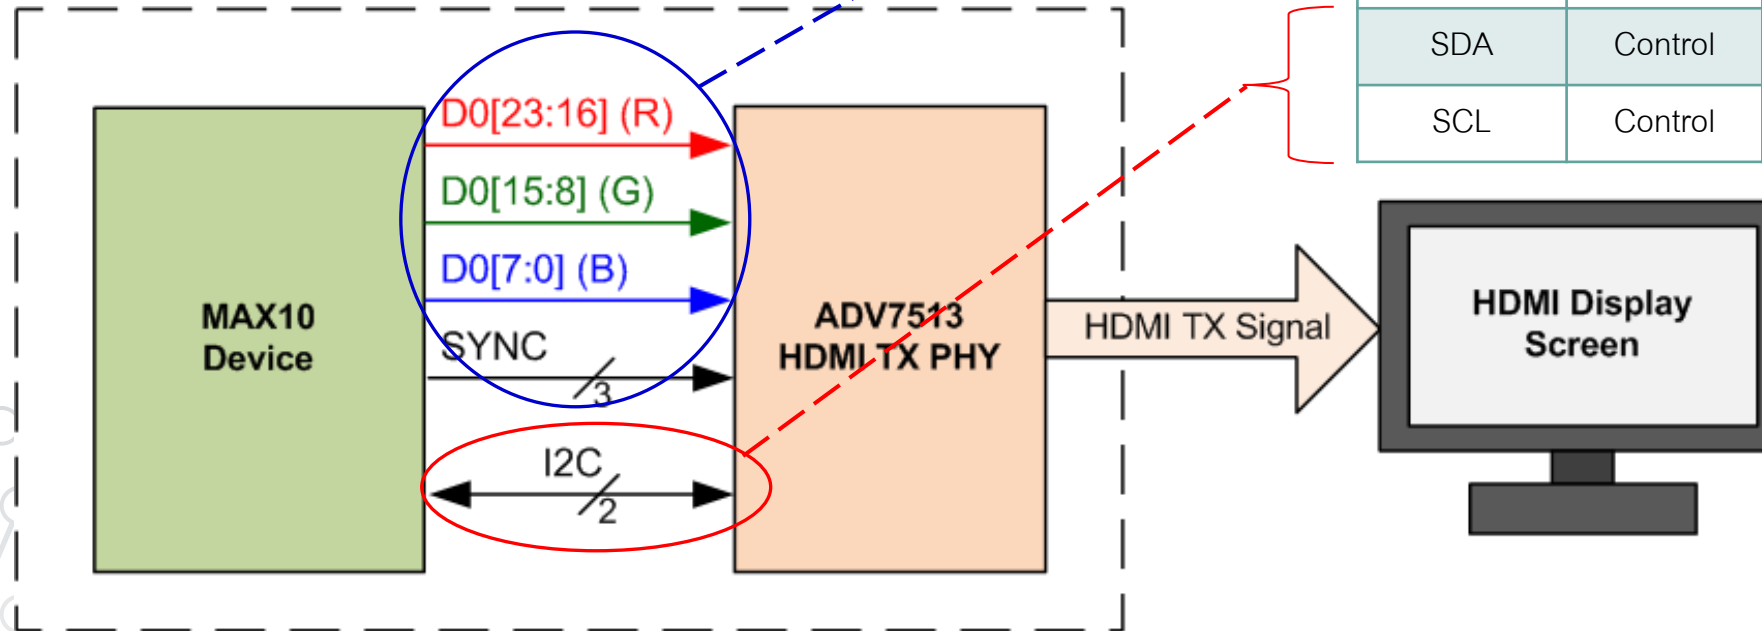 SDA Control
SCL Control
D0[23:16] (R)
D0[15:8] (G)
D0[7:0] (B)
SYNC
3
I2C
2
MAX10
Device
ADV7513
HDMI TX PHY
HDMI TX Signal
HDMI Display
Screen